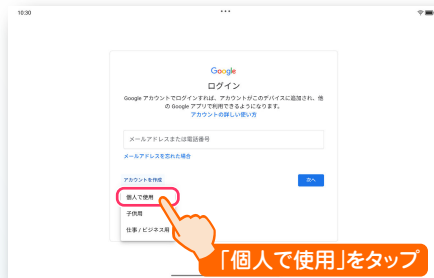 10:30
Google
ログイン
Google アカウントでログインすれば、アカウントがこのデバイスに追加され、他
の Google アプリで利用できるようになります。
アカウントの詳しい使い方
メールアドレスまたは電話番号
メールアドレスを忘れた場合
アカウントを作成
次へ
個人で使用
子供用
仕事 / ビジネス用
「個人で使用」をタップ